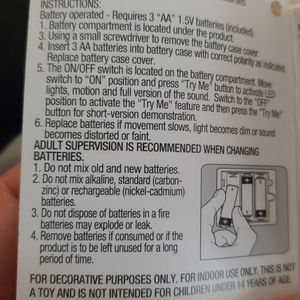 INSTRUCTIONS:
Battery operated - Requires 3 "AA" 1.5V batteries (included).
1. Battery compartment is located under the product.
2. Using a small screwdriver to remove the battery case cover.
3. Insert 3 AA batteries into battery case with correct polarity as indicated.
Replace battery case cover.
5. The ON/OFF switch is located on the battery compartment. Move
switch to "ON" position and press "Try Me" button to activate LED
lights, motion and full version of the sound. Switch to the "OFF"
position to activate the "Try Me" feature and then press the "Try Me"
button for short-version demonstration.
6. Replace batteries if movement slows, light becomes dim or sound
becomes distorted or faint.
ADULT SUPERVISION IS RECOMMENDED WHEN CHANGING
BATTERIES.
1. Do not mix old and new batteries.
2. Do not mix alkaline, standard (carbon-
zinc) or rechargeable (nickel-cadmium)
batteries.
3. Do not dispose of batteries in a fire
batteries may explode or leak.
4. Remove batteries if consumed or if the
product is to be left unused for a long
period of time.
FOR DECORATIVE PURPOSES ONLY. FOR INDOOR USE ONLY. THIS IS NOT
A TOY AND IS NOT INTENDED FOR CHILDREN UNDER 14 YEARS OF AGE.